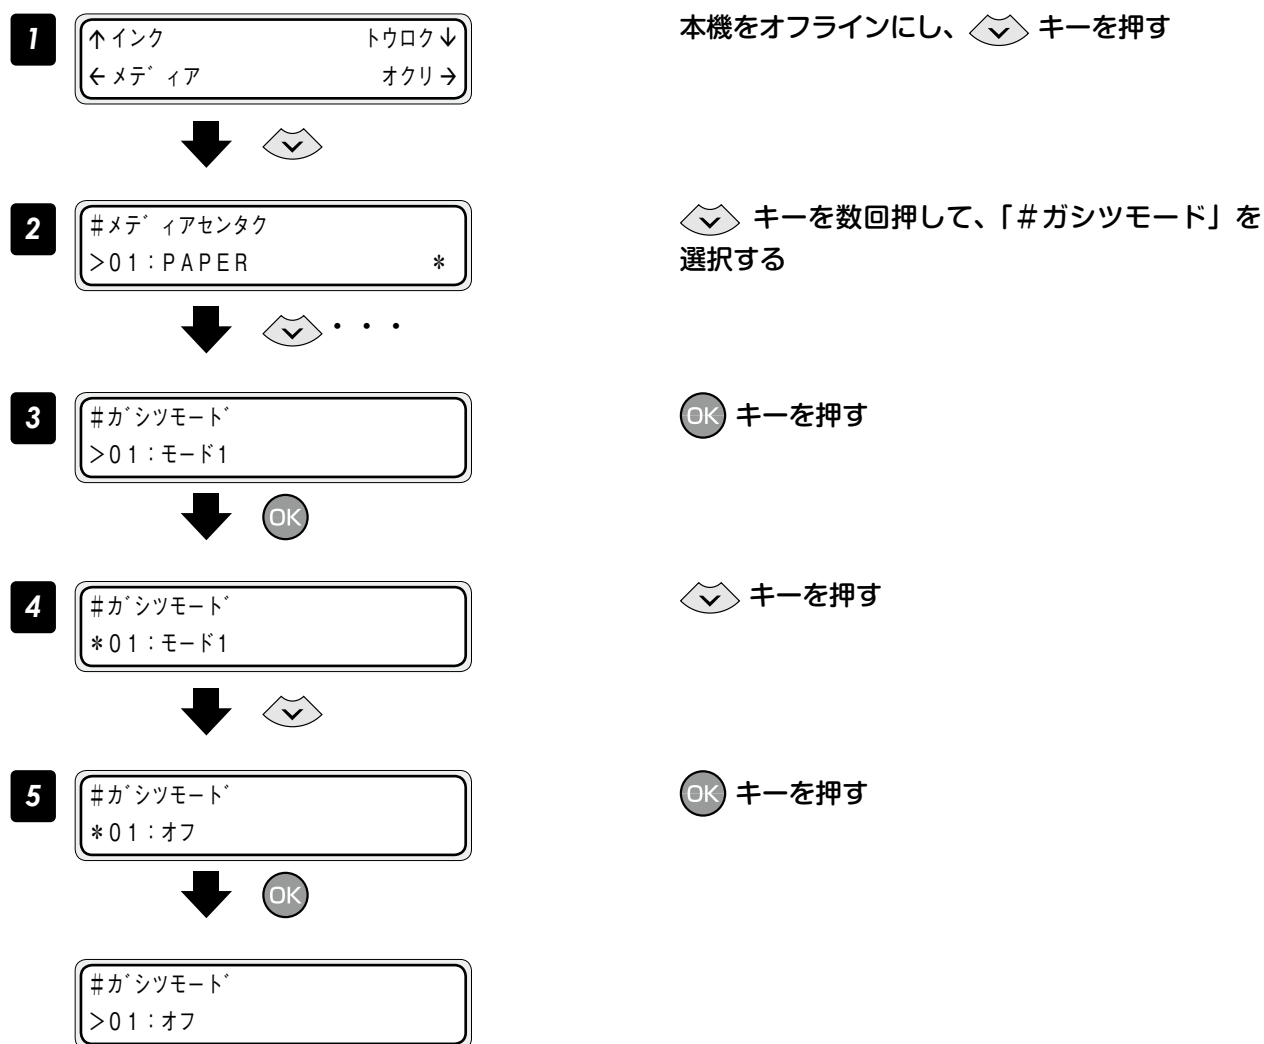 1
↑インク トウロク↓
←メディア オクリ→
本機をオフラインにし、 キーを押す
2
#メディアセンタク
>01:PAPER *
・・・
キーを数回押して、「#ガシツモード」を
選択する
3
#ガシツモード
>01:モード1
OK
OK キーを押す
4
#ガシツモード
*01:モード1
キーを押す
5
#ガシツモード
*01:オフ
OK
OK キーを押す
#ガシツモード
>01:オフ